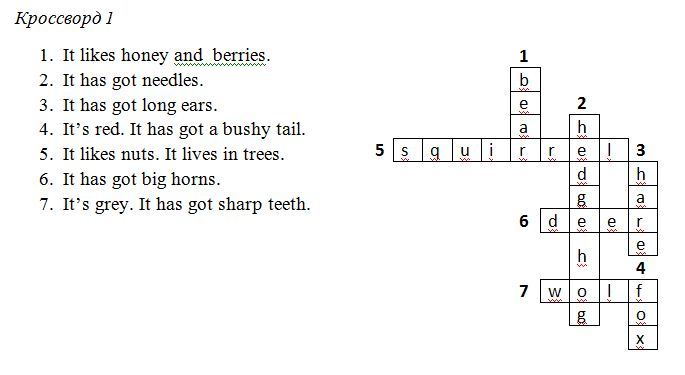 Кроссворд 1
1. It likes honey and berries.
2. It has got needles.
3. It has got long ears.
4. It’s red. It has got a bushy tail.
5. It likes nuts. It lives in trees.
6. It has got big horns.
7. It’s grey. It has got sharp teeth.
1
b
e 2
a h
5 s q u i r r e l 3
d h
g a
6 d e e r
e
h
4
7 w o l f
g o
x